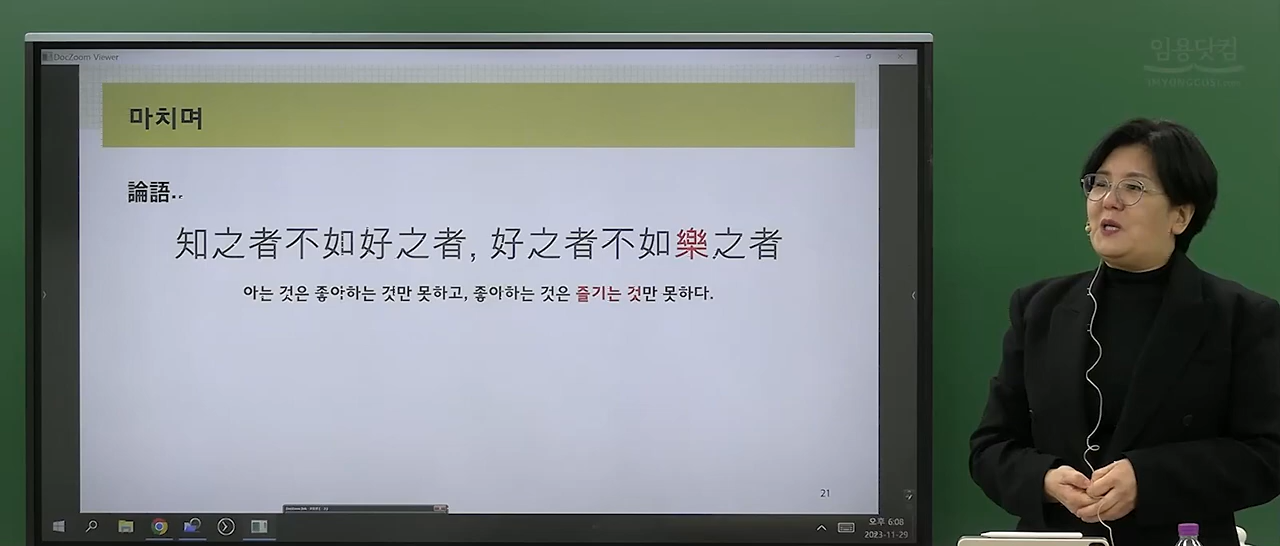 임용닷컴
DocZoom Viewer
마치며
論語..
知之者不如好之者, 好之者不如樂之者
아는 것은 좋아하는 것만 못하고, 좋아하는 것은 즐기는 것만 못하다.
21
오후 6:08
2023-11-29